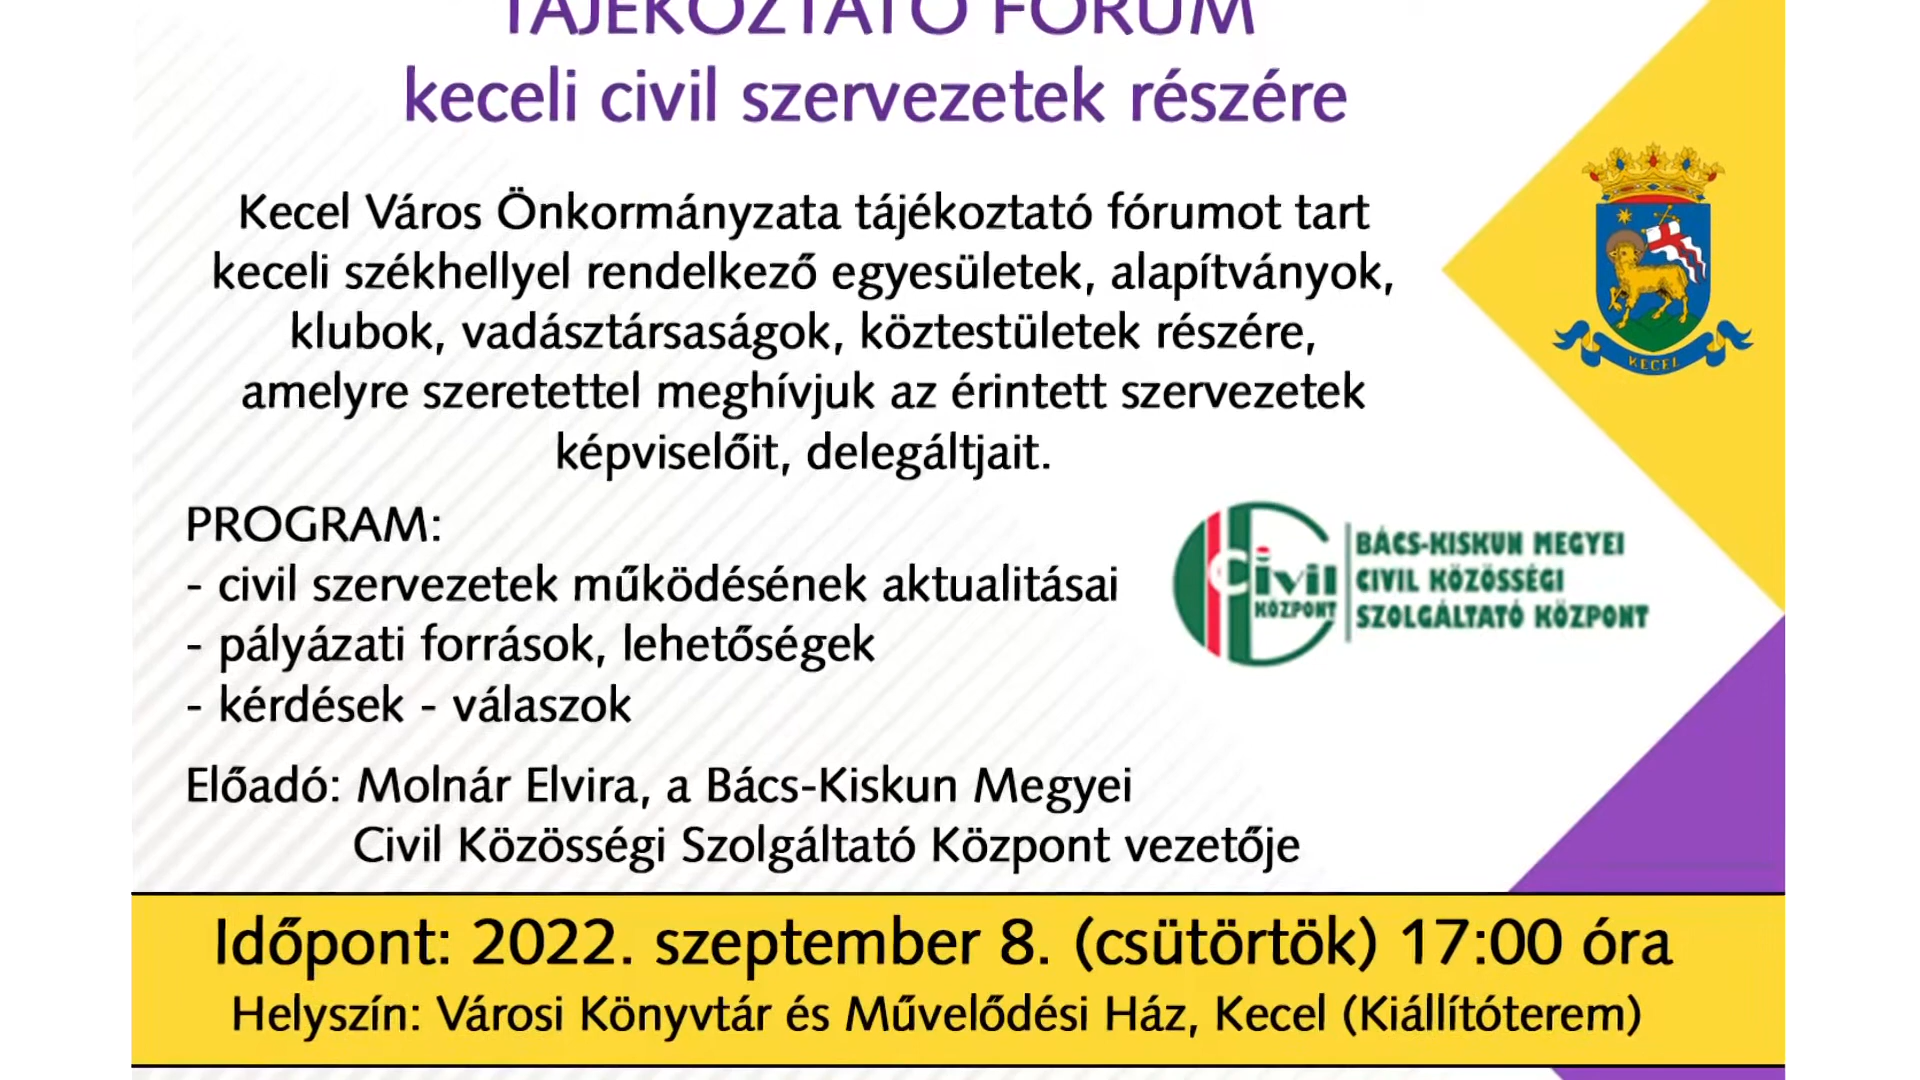 TÁJÉKOZTATÓ FÓRUM
keceli civil szervezetek részére
Kecel Város Önkormányzata tájékoztató fórumot tart
keceli székhellyel rendelkező egyesületek, alapítványok,
klubok, vadásztársaságok, köztestületek részére,
amelyre szeretettel meghívjuk az érintett szervezetek
képviselőit, delegáltjait.
KECEL
PROGRAM:
- civil szervezetek működésének aktualitásai
- pályázati források, lehetőségek
- kérdések - válaszok
Civil
KÖZPONT
BÁCS-KISKUN MEGYEI
CIVIL KÖZÖSSÉGI
SZOLGÁLTATÓ KÖZPONT
Előadó: Molnár Elvira, a Bács-Kiskun Megyei
Civil Közösségi Szolgáltató Központ vezetője
Időpont: 2022. szeptember 8. (csütörtök) 17:00 óra
Helyszín: Városi Könyvtár és Művelődési Ház, Kecel (Kiállítóterem)